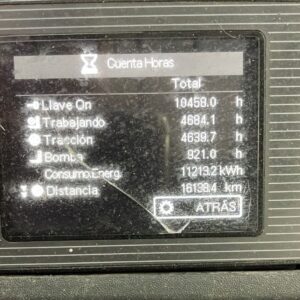 Cuenta Horas
Total
Llave On 10458.0 h
Trabajando 4684.1 h
Tracción 4639.7 h
Bomba 921.0 h
Consumo.Energ. 11213.2 kWh
Distancia 16138.4 km
ATRÁS